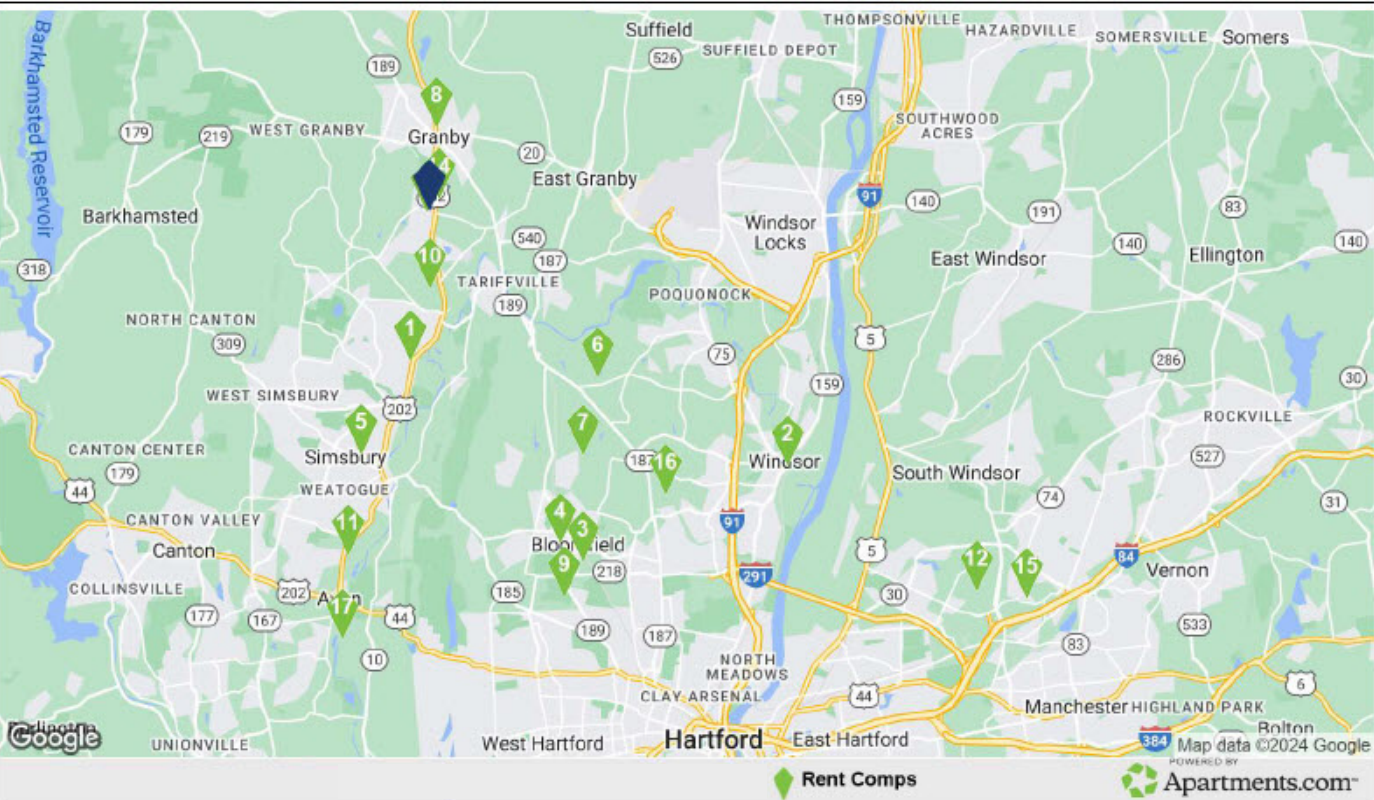 THOMPSONVILLE
Suffield
HAZARDVILLE
SOMERSVILLE
Somers
SUFFIELD DEPOT
526
189
8
159
Barkhamsted Reservoir
179
219
WEST GRANBY
Granby
SOUTHWOOD
ACRES
20
14
East Granby
91
140
191
83
Barkhamsted
Windsor
Locks
540
187
140
140
10
318
East Windsor
Ellington
TARIFFVILLE
189
POQUONOCK
NORTH CANTON
309
1
6
75
5
286
159
30
WEST SIMSBURY
202
ROCKVILLE
5
7
2
CANTON CENTER
Simsbury
187
16
Windsor
527
179
South Windsor
44
WEATOGUE
74
31
CANTON VALLEY
11
4
3
91
Canton
Bloomfield
5
84
9
218
12
15
Vernon
COLLINSVILLE
202
185
291
30
Avon
17
177
167
44
189
187
533
83
10
NORTH
MEADOWS
CLAY ARSENAL
44
6
Manchester
HIGHLAND PARK
Google
UNIONVILLE
West Hartford
Hartford
East Hartford
384
Bolton
Map data ©2024 Google
Rent Comps
POWERED BY
Apartments.com™